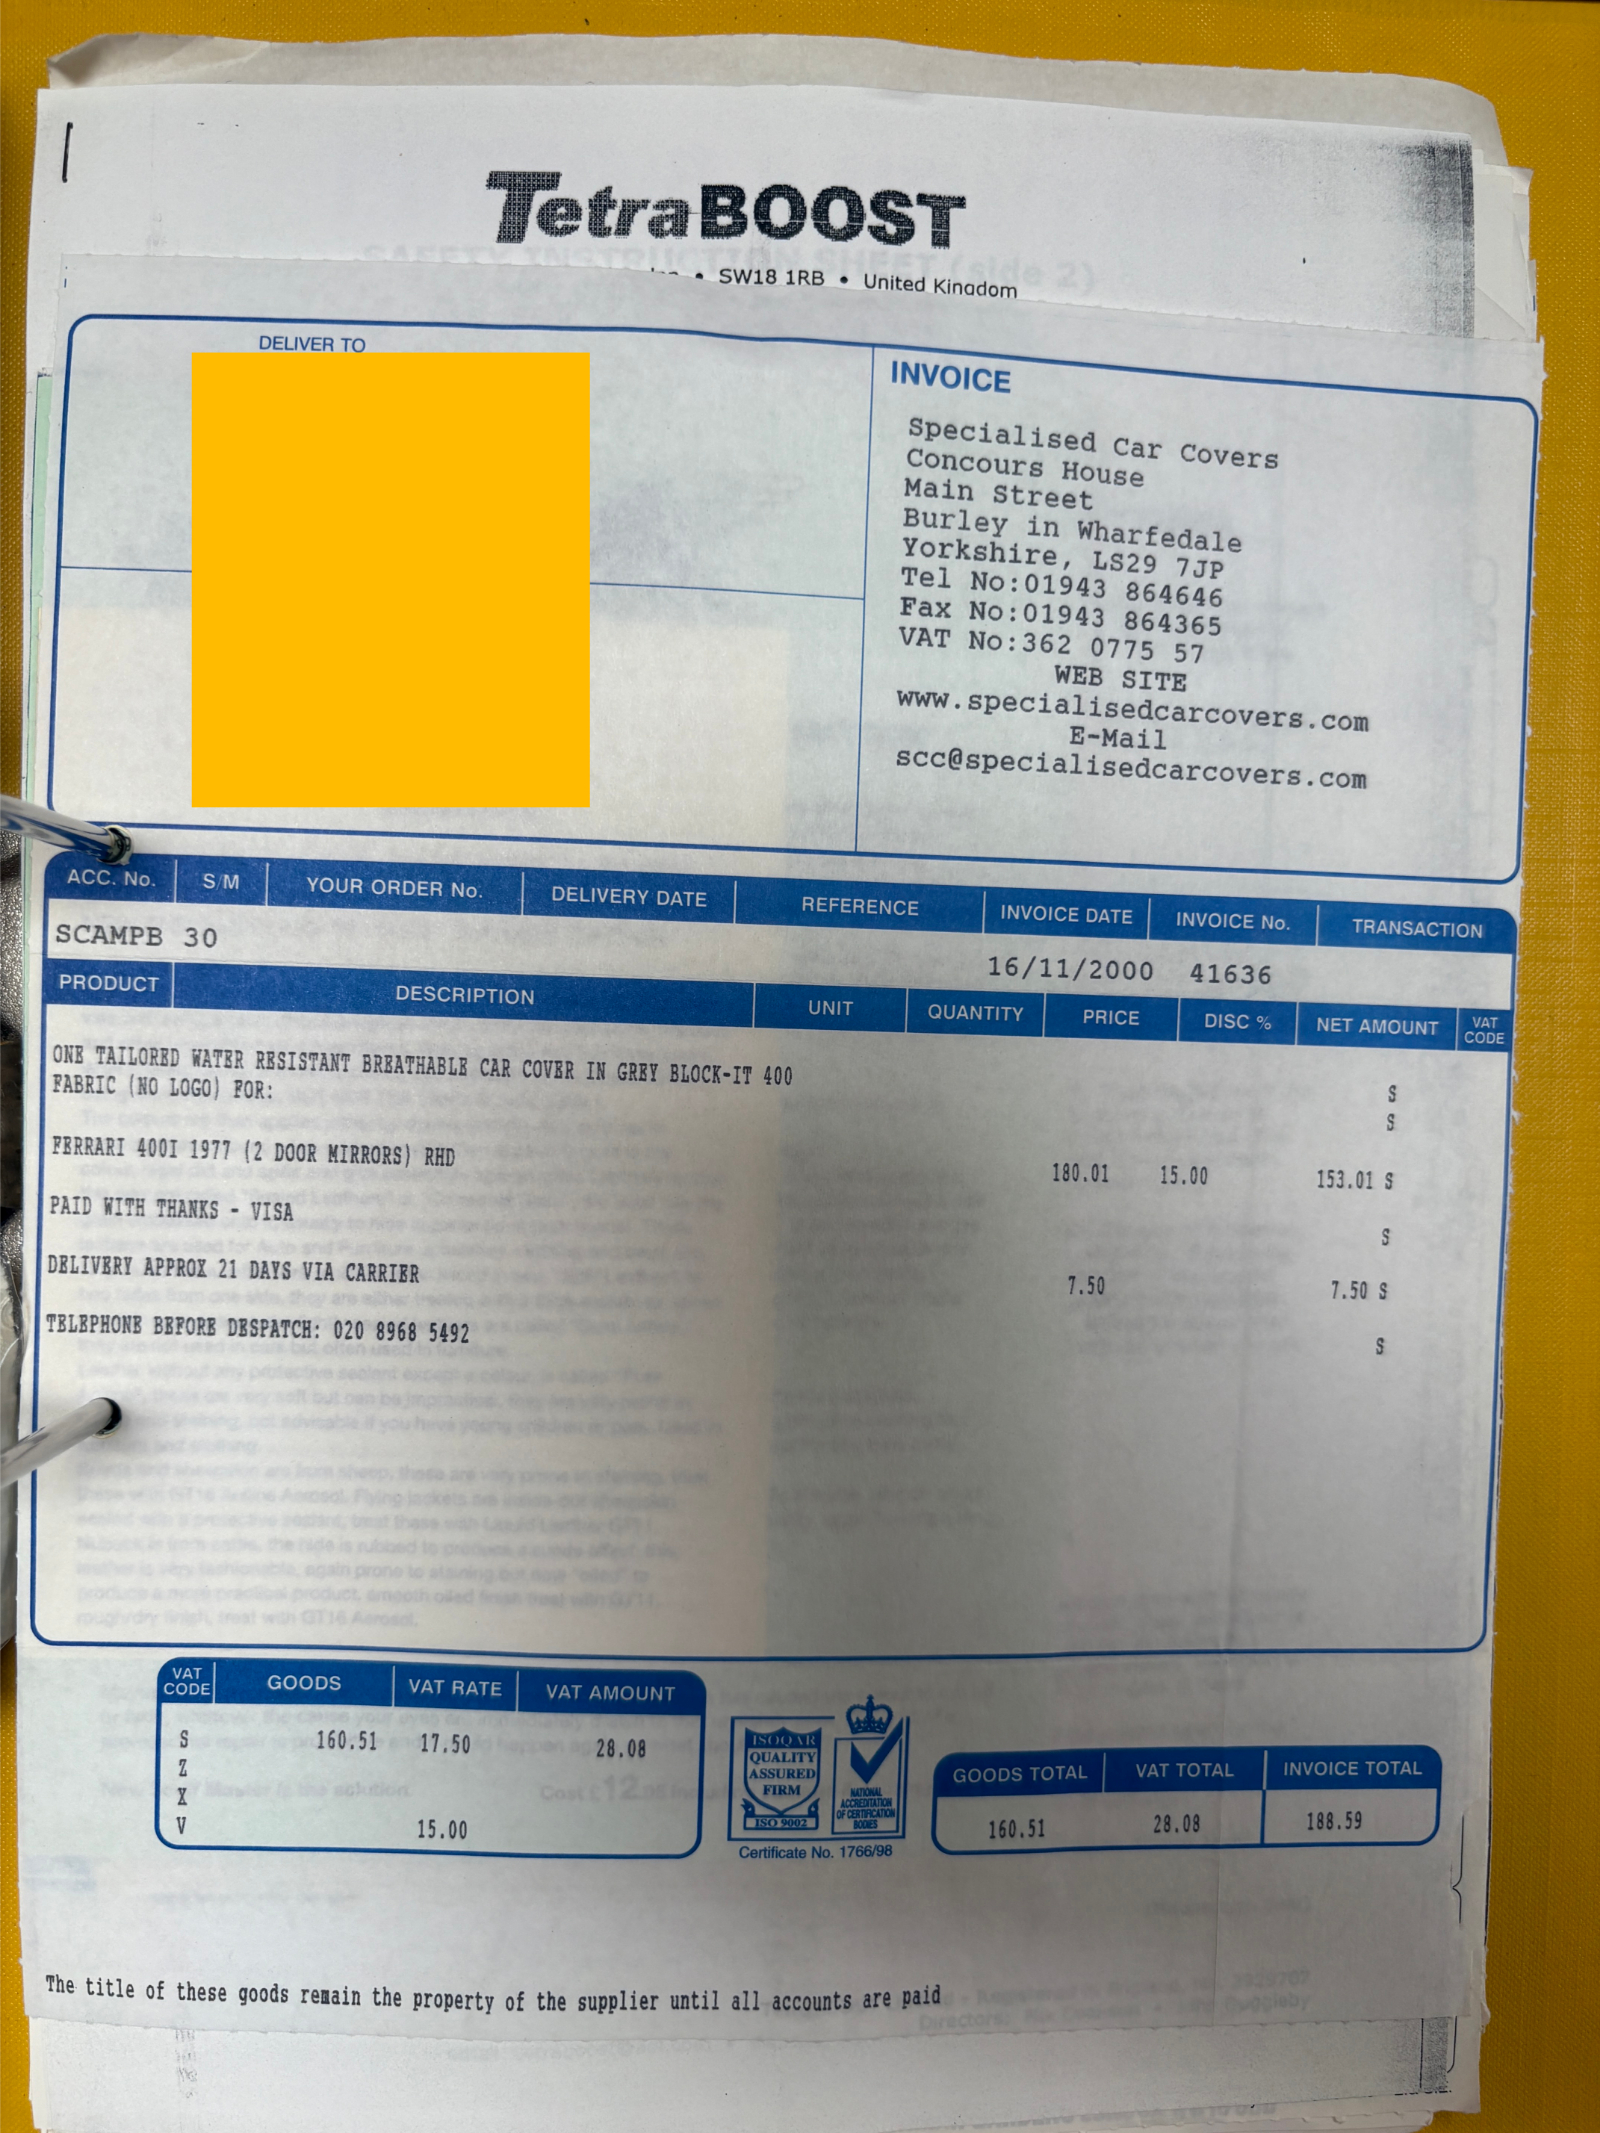 TetraBOOST
• SW18 1RB • United Kingdom
SAFETY INSTRUCTION SHEET (side 2)
DELIVER TO
INVOICE
Specialised Car Covers
Concours House
Main Street
Burley in Wharfedale
Yorkshire, LS29 7JP
Tel No:01943 864646
Fax No:01943 864365
VAT No:362 0775 57
WEB SITE
www.specialisedcarcovers.com
E-Mail
scc@specialisedcarcovers.com
ACC. No. S/M YOUR ORDER No. DELIVERY DATE REFERENCE INVOICE DATE INVOICE No. TRANSACTION
SCAMPB 30 16/11/2000 41636
PRODUCT DESCRIPTION UNIT QUANTITY PRICE DISC % NET AMOUNT VAT CODE
ONE TAILORED WATER RESISTANT BREATHABLE CAR COVER IN GREY BLOCK-IT 400 S
FABRIC (NO LOGO) FOR: S
FERRARI 400I 1977 (2 DOOR MIRRORS) RHD 180.01 15.00 153.01 S
PAID WITH THANKS - VISA S
DELIVERY APPROX 21 DAYS VIA CARRIER 7.50 7.50 S
TELEPHONE BEFORE DESPATCH: 020 8968 5492 S
VAT CODE GOODS VAT RATE VAT AMOUNT
S 160.51 17.50 28.08
Z
X
V 15.00
ISOQAR
QUALITY
ASSURED
FIRM
ISO 9002
NATIONAL
ACCREDITATION
OF CERTIFICATION
BODIES
Certificate No. 1766/98
GOODS TOTAL VAT TOTAL INVOICE TOTAL
160.51 28.08 188.59
The title of these goods remain the property of the supplier until all accounts are paid